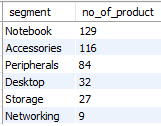 segment no_of_product
Notebook 129
Accessories 116
Peripherals 84
Desktop 32
Storage 27
Networking 9